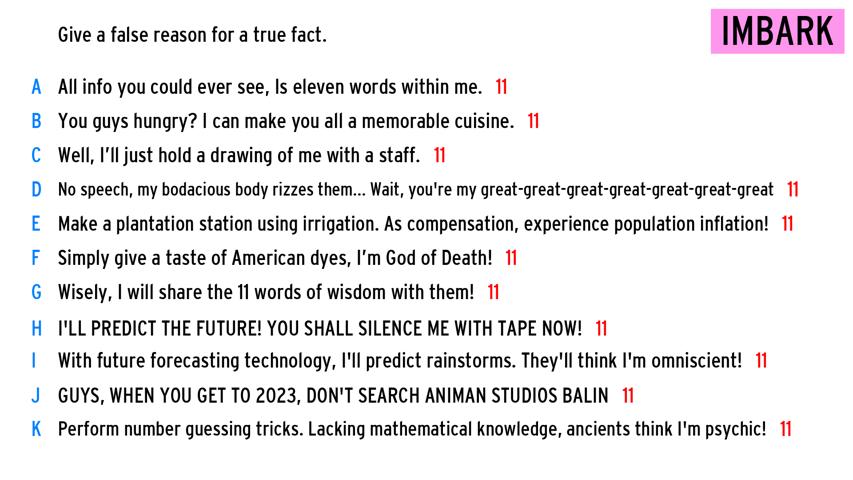 IMBARK
Give a false reason for a true fact.
A All info you could ever see, Is eleven words within me. 11
B You guys hungry? I can make you all a memorable cuisine. 11
C Well, I'll just hold a drawing of me with a staff. 11
D No speech, my bodacious body rizzes them... Wait, you're my great-great-great-great-great-great-great 11
E Make a plantation station using irrigation. As compensation, experience population inflation! 11
F Simply give a taste of American dyes, I'm God of Death! 11
G Wisely, I will share the 11 words of wisdom with them! 11
H I'LL PREDICT THE FUTURE! YOU SHALL SILENCE ME WITH TAPE NOW! 11
I With future forecasting technology, I'll predict rainstorms. They'll think I'm omniscient! 11
J GUYS, WHEN YOU GET TO 2023, DON'T SEARCH ANIMAN STUDIOS BALIN 11
K Perform number guessing tricks. Lacking mathematical knowledge, ancients think I'm psychic! 11